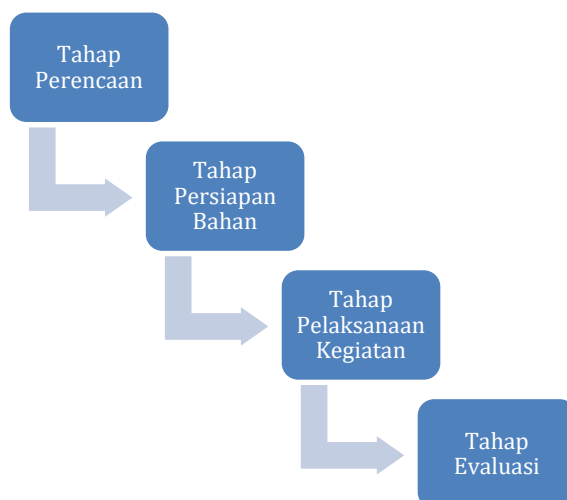 Tahap
Perencaan
Tahap
Persiapan
Bahan
Tahap
Pelaksanaan
Kegiatan
Tahap
Evaluasi